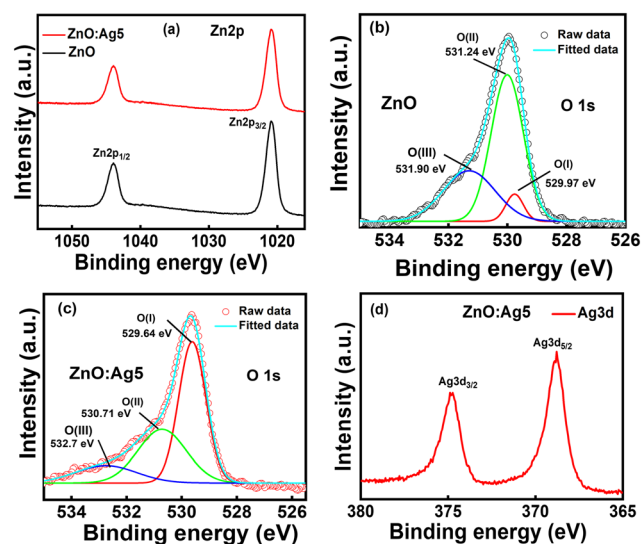 ZnO:Ag5
ZnO
(a)
Zn2p
Zn2p1/2
Zn2p3/2
Intensity (a.u.)
1050 1040 1030 1020
Binding energy (eV)
(b)
Raw data
Fitted data
O(II)
531.24 eV
ZnO
O 1s
O(III)
531.90 eV
O(I)
529.97 eV
Intensity (a.u.)
534 532 530 528 526
Binding energy (eV)
(c)
Raw data
Fitted data
O(I)
529.64 eV
ZnO:Ag5
O 1s
O(II)
530.71 eV
O(III)
532.7 eV
Intensity (a.u.)
534 532 530 528 526
Binding energy (eV)
(d)
ZnO:Ag5
Ag3d
Ag3d5/2
Ag3d3/2
Intensity (a.u.)
380 375 370 365
Binding energy (eV)